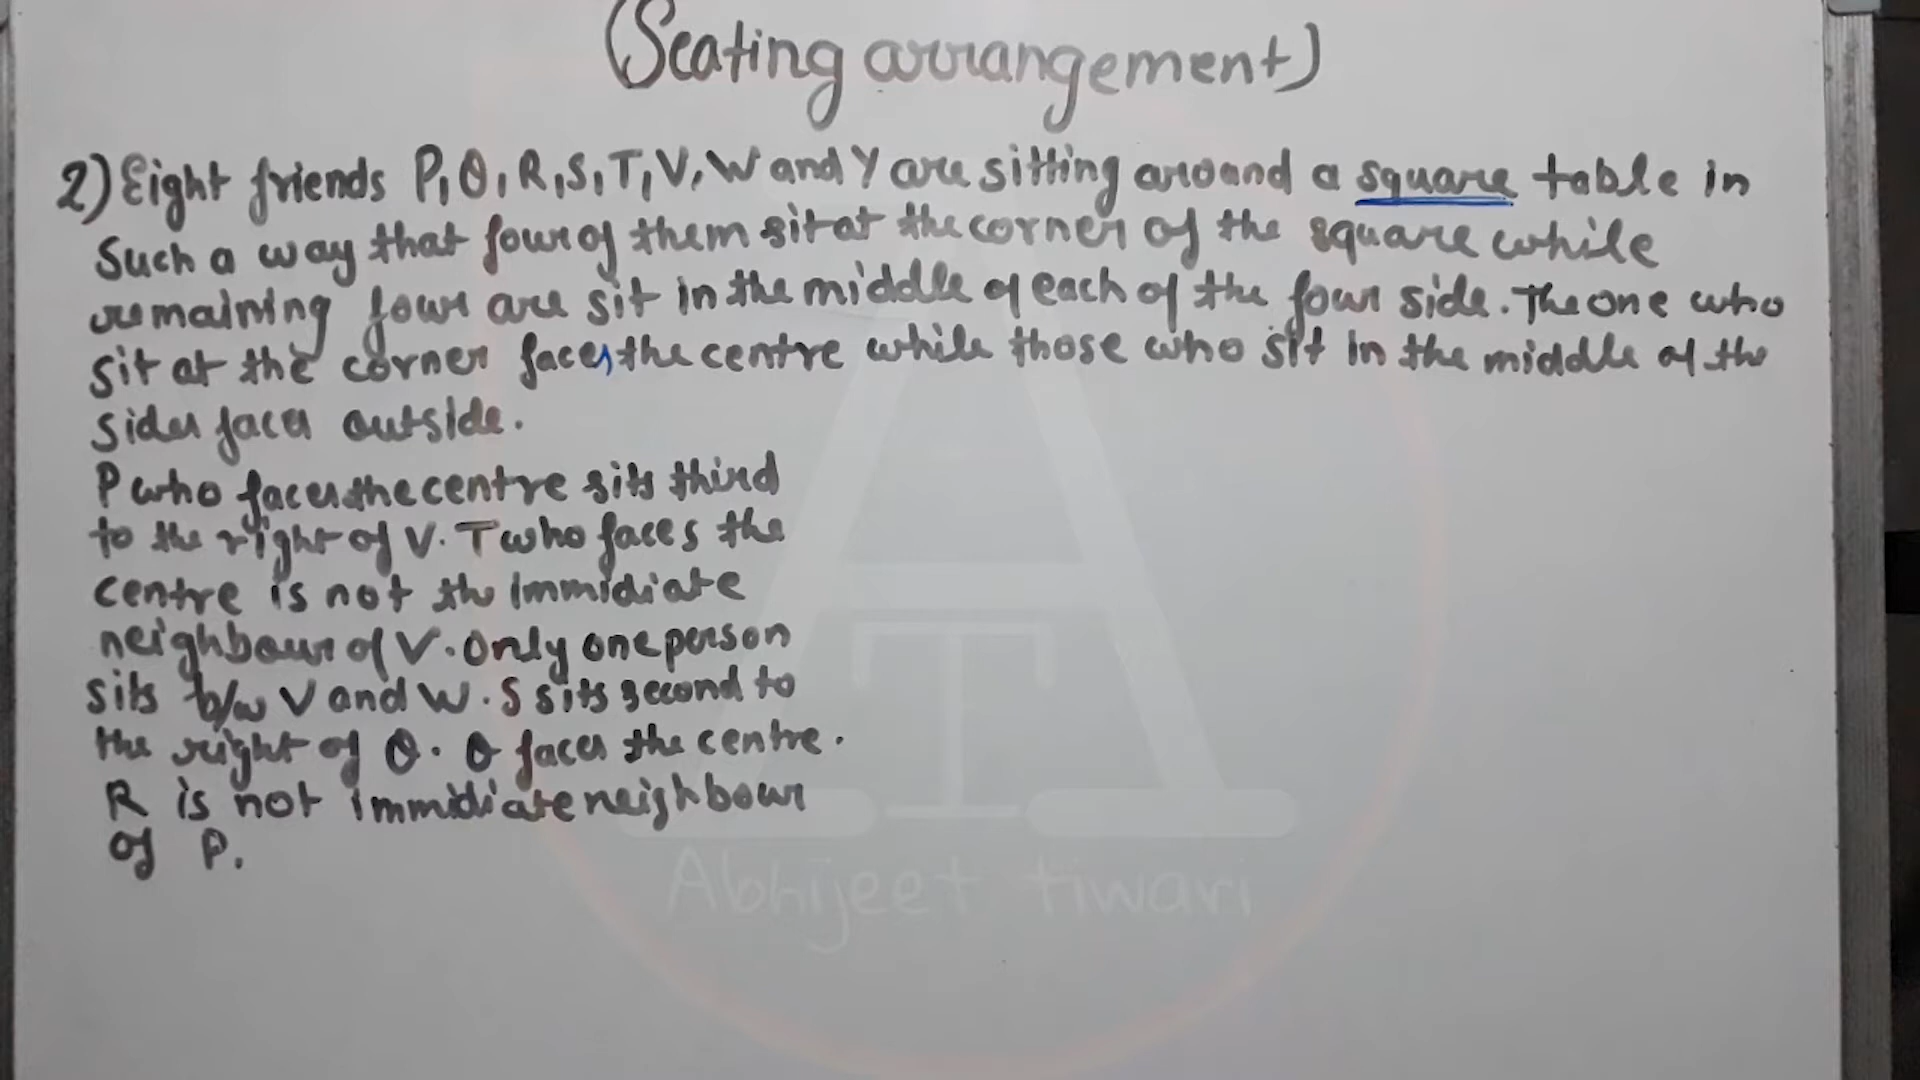 (Seating arrangement)
2) Eight friends P, Q, R, S, T, V, W and Y are sitting around a square table in
Such a way that four of them sit at the corner of the square while
remaining four are sit in the middle of each of the four side. The one who
sit at the corner faces the centre while those who sit in the middle of the
sides faces outside.
P who faces the centre sits third
to the right of V. T who faces the
centre is not the immidiate
neighbour of V. Only one person
sits b/w V and W. S sits second to
the right of Q. Q faces the centre.
R is not immidiate neighbour
of P.
Abhijeet tiwari